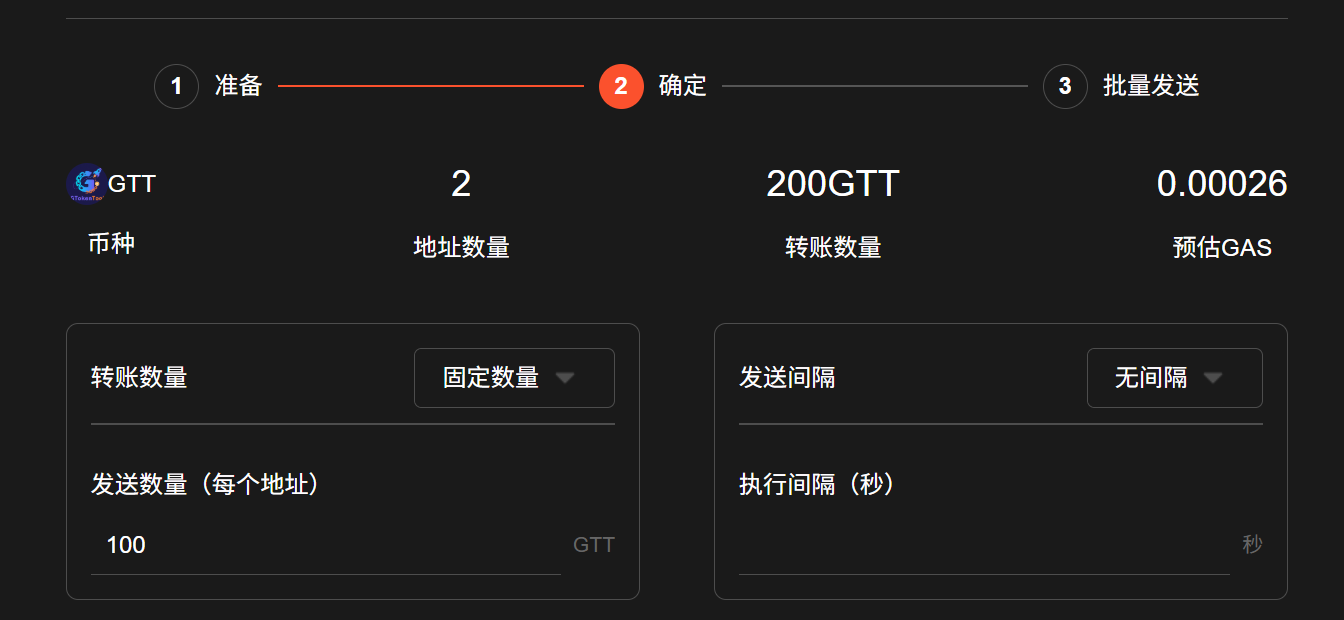 1 准备 2 确定 3 批量发送
GTT 2 200GTT 0.00026
币种 地址数量 转账数量 预估GAS
转账数量 固定数量 发送间隔 无间隔
发送数量（每个地址） 执行间隔（秒）
100 GTT 秒